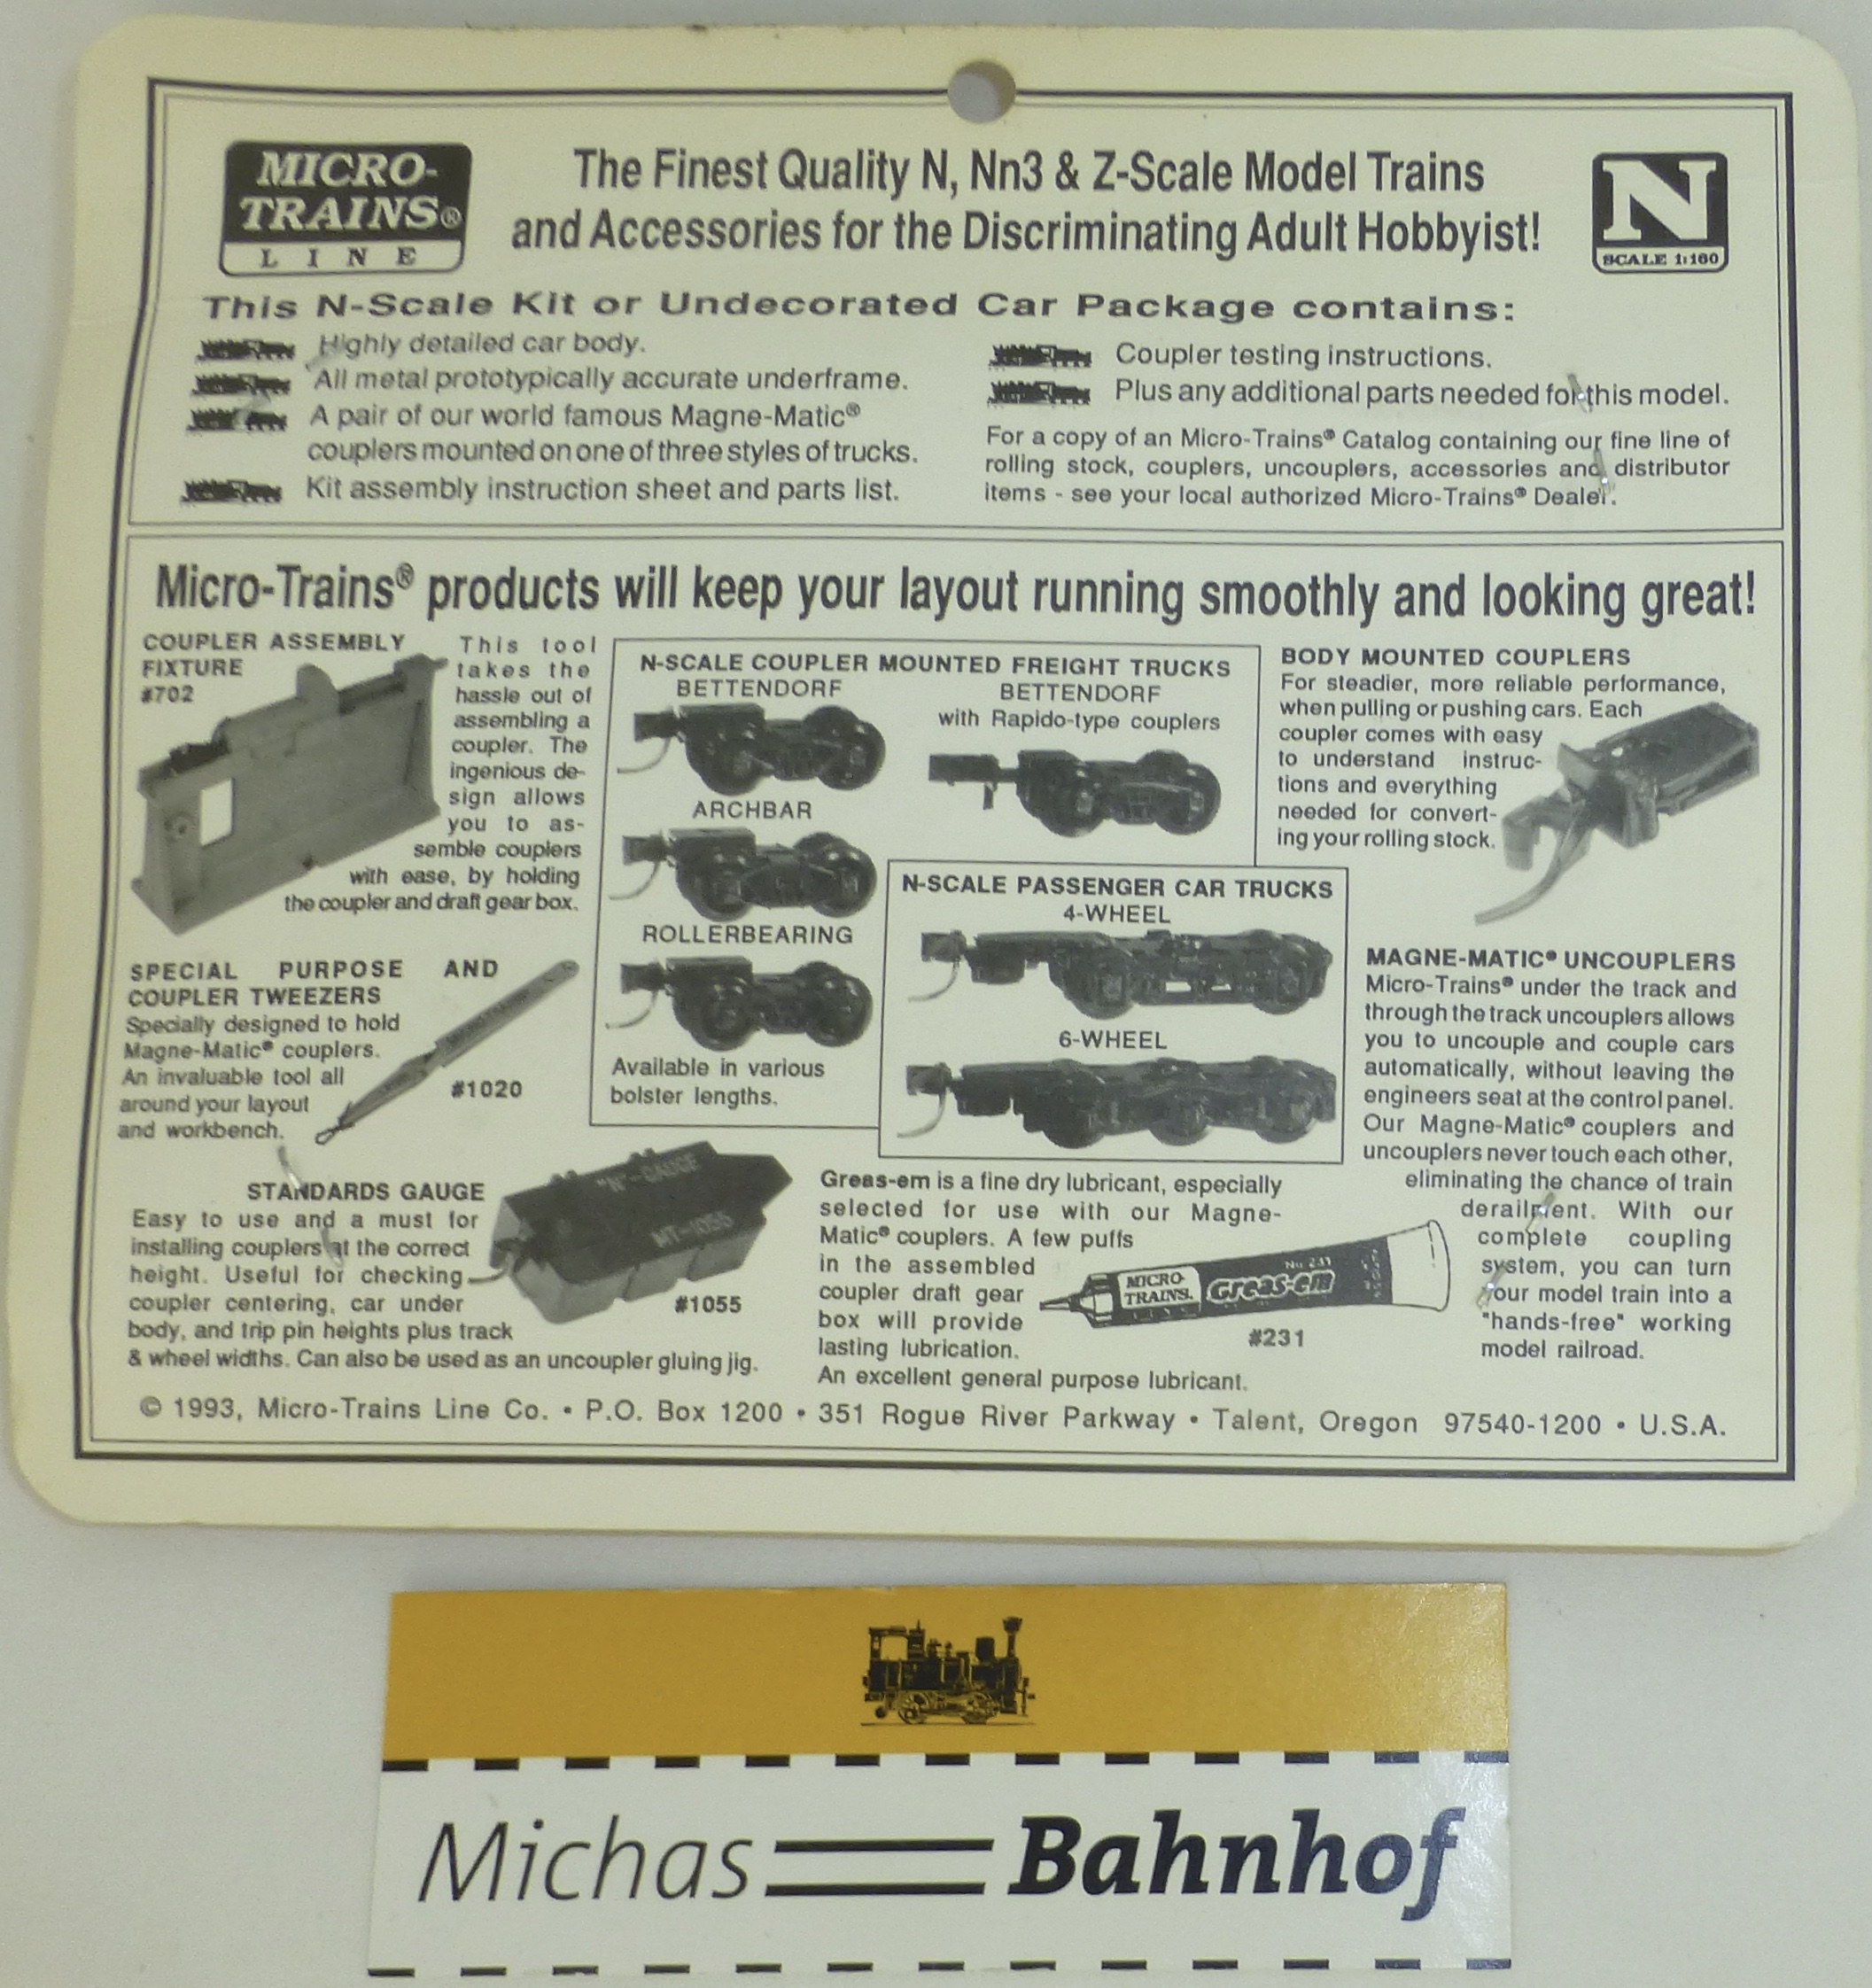 MICRO-
TRAINS®
LINE
The Finest Quality N, Nn3 & Z-Scale Model Trains
and Accessories for the Discriminating Adult Hobbyist!
N
SCALE 1:160
This N-Scale Kit or Undecorated Car Package contains:
Highly detailed car body.
All metal prototypically accurate underframe.
A pair of our world famous Magne-Matic®
couplers mounted on one of three styles of trucks.
Kit assembly instruction sheet and parts list.
Coupler testing instructions.
Plus any additional parts needed for this model.
For a copy of an Micro-Trains® Catalog containing our fine line of
rolling stock, couplers, uncouplers, accessories and distributor
items - see your local authorized Micro-Trains® Dealer.
Micro-Trains® products will keep your layout running smoothly and looking great!
COUPLER ASSEMBLY
FIXTURE
#702
This tool
takes the
hassle out of
assembling a
coupler. The
ingenious de-
sign allows
you to as-
semble couplers
with ease, by holding
the coupler and draft gear box.
SPECIAL PURPOSE AND
COUPLER TWEEZERS
Specially designed to hold
Magne-Matic® couplers.
An invaluable tool all
around your layout
and workbench.
#1020
STANDARDS GAUGE
Easy to use and a must for
installing couplers at the correct
height. Useful for checking
coupler centering, car under
body, and trip pin heights plus track
& wheel widths. Can also be used as an uncoupler gluing jig.
"N"-GAUGE
MT-1055
#1055
N-SCALE COUPLER MOUNTED FREIGHT TRUCKS
BETTENDORF
BETTENDORF
with Rapido-type couplers
ARCHBAR
ROLLERBEARING
Available in various
bolster lengths.
N-SCALE PASSENGER CAR TRUCKS
4-WHEEL
6-WHEEL
Greas-em is a fine dry lubricant, especially
selected for use with our Magne-
Matic® couplers. A few puffs
in the assembled
coupler draft gear
box will provide
lasting lubrication.
An excellent general purpose lubricant.
MICRO-
TRAINS.
LINE
No. 231
Greas-em
#231
BODY MOUNTED COUPLERS
For steadier, more reliable performance,
when pulling or pushing cars. Each
coupler comes with easy
to understand instruc-
tions and everything
needed for convert-
ing your rolling stock.
MAGNE-MATIC® UNCOUPLERS
Micro-Trains® under the track and
through the track uncouplers allows
you to uncouple and couple cars
automatically, without leaving the
engineers seat at the control panel.
Our Magne-Matic® couplers and
uncouplers never touch each other,
eliminating the chance of train
derailment. With our
complete coupling
system, you can turn
your model train into a
"hands-free" working
model railroad.
© 1993, Micro-Trains Line Co. • P.O. Box 1200 • 351 Rogue River Parkway • Talent, Oregon 97540-1200 • U.S.A.
Michas Bahnhof